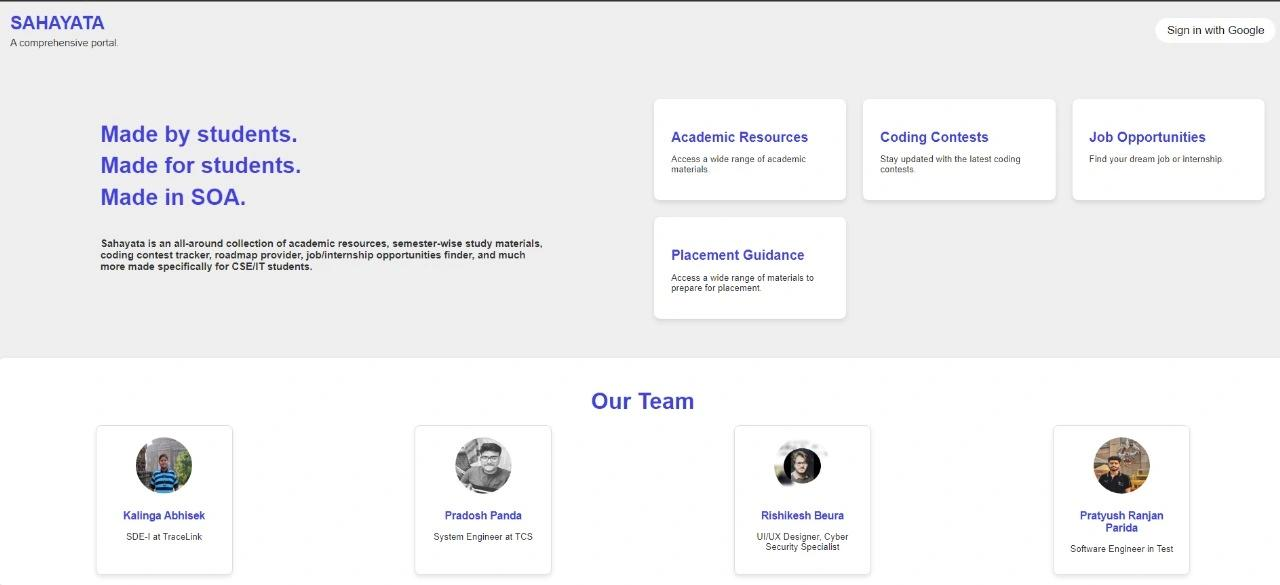 SAHAYATA
A comprehensive portal.
Sign in with Google
Made by students.
Made for students.
Made in SOA.
Sahayata is an all-around collection of academic resources, semester-wise study materials,
coding contest tracker, roadmap provider, job/internship opportunities finder, and much
more made specifically for CSE/IT students.
Academic Resources
Access a wide range of academic
materials.
Coding Contests
Stay updated with the latest coding
contests.
Job Opportunities
Find your dream job or internship.
Placement Guidance
Access a wide range of materials to
prepare for placement.
Our Team
Kalinga Abhisek
SDE-I at TraceLink
Pradosh Panda
System Engineer at TCS
Rishikesh Beura
UI/UX Designer, Cyber
Security Specialist
Pratyush Ranjan
Parida
Software Engineer in Test